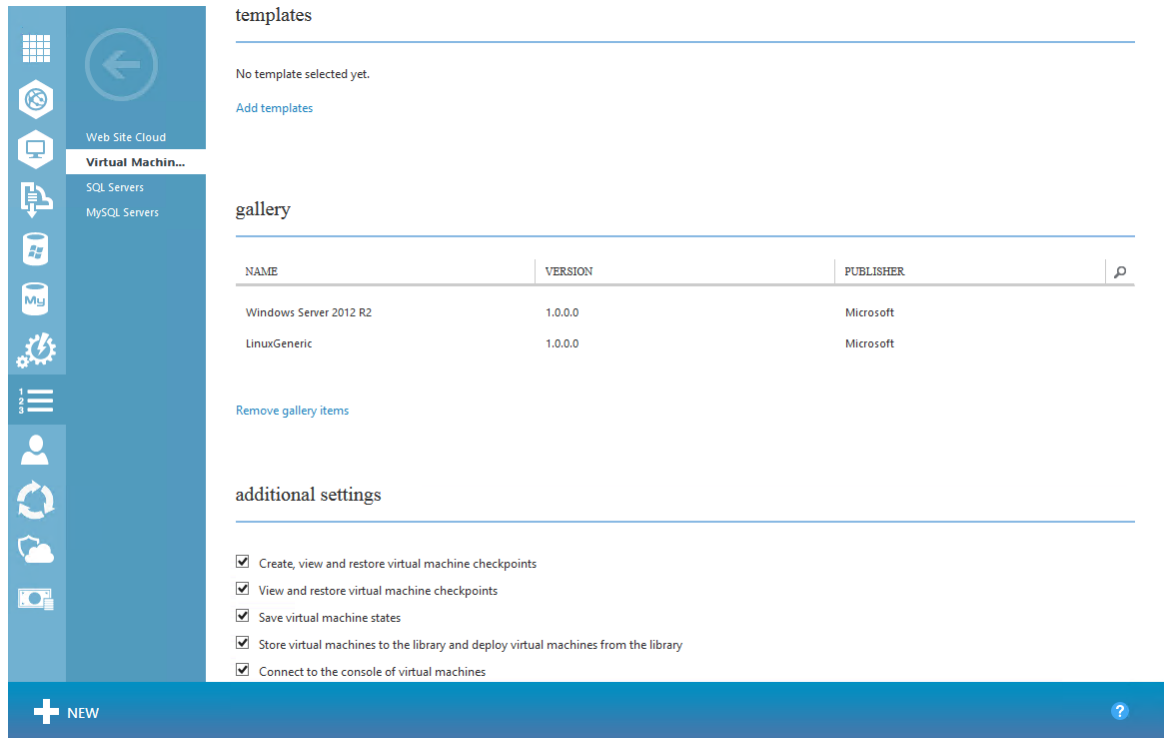 templates
No template selected yet.
Add templates
Web Site Cloud
Virtual Machin...
SQL Servers
MySQL Servers
gallery
NAME VERSION PUBLISHER
Windows Server 2012 R2 1.0.0.0 Microsoft
LinuxGeneric 1.0.0.0 Microsoft
Remove gallery items
My
1
2
3
additional settings
Create, view and restore virtual machine checkpoints
View and restore virtual machine checkpoints
Save virtual machine states
Store virtual machines to the library and deploy virtual machines from the library
Connect to the console of virtual machines
NEW
?